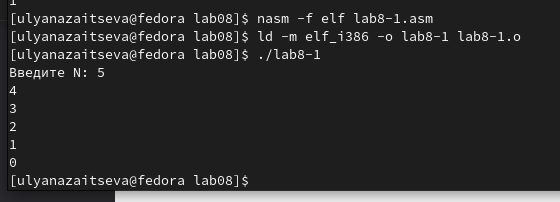 1
[ulyanazaitseva@fedora lab08]$ nasm -f elf lab8-1.asm
[ulyanazaitseva@fedora lab08]$ ld -m elf_i386 -o lab8-1 lab8-1.o
[ulyanazaitseva@fedora lab08]$ ./lab8-1
Введите N: 5
4
3
2
1
0
[ulyanazaitseva@fedora lab08]$